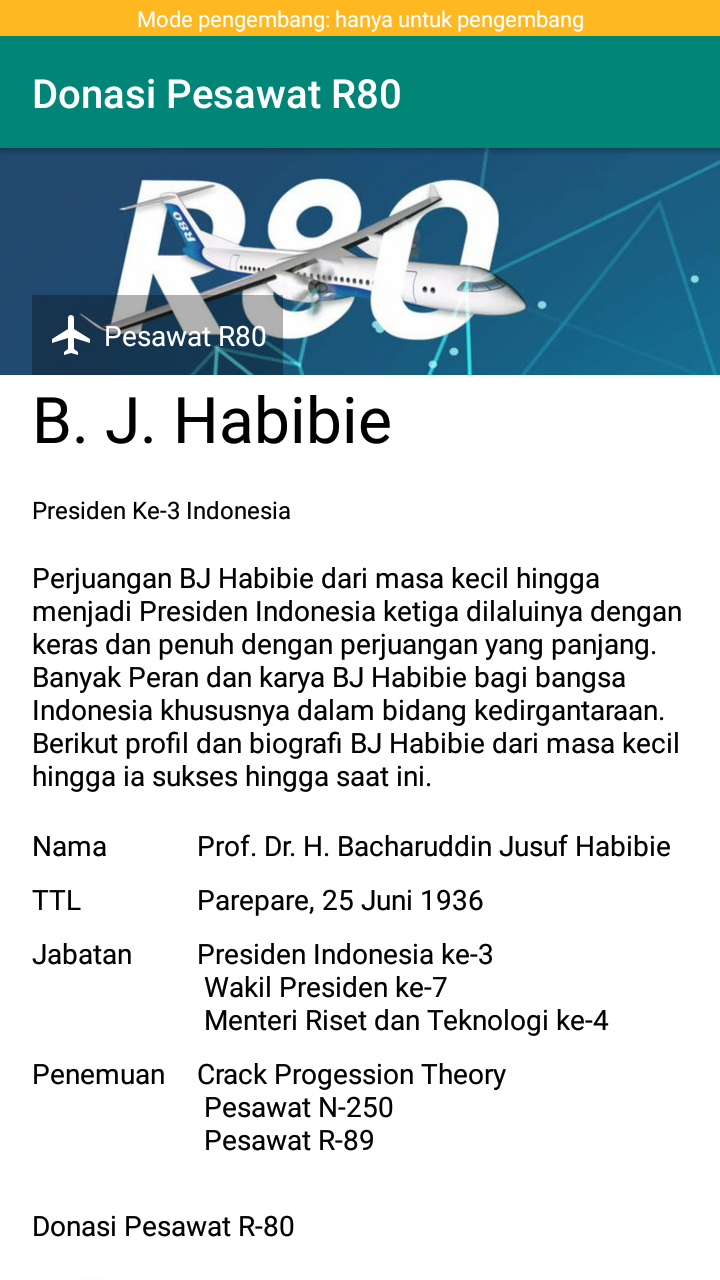 Mode pengembang: hanya untuk pengembang
Donasi Pesawat R80
R80
R80
Pesawat R80
B. J. Habibie
Presiden Ke-3 Indonesia
Perjuangan BJ Habibie dari masa kecil hingga
menjadi Presiden Indonesia ketiga dilaluinya dengan
keras dan penuh dengan perjuangan yang panjang.
Banyak Peran dan karya BJ Habibie bagi bangsa
Indonesia khususnya dalam bidang kedirgantaraan.
Berikut profil dan biografi BJ Habibie dari masa kecil
hingga ia sukses hingga saat ini.
Nama Prof. Dr. H. Bacharuddin Jusuf Habibie
TTL Parepare, 25 Juni 1936
Jabatan Presiden Indonesia ke-3
Wakil Presiden ke-7
Menteri Riset dan Teknologi ke-4
Penemuan Crack Progession Theory
Pesawat N-250
Pesawat R-89
Donasi Pesawat R-80